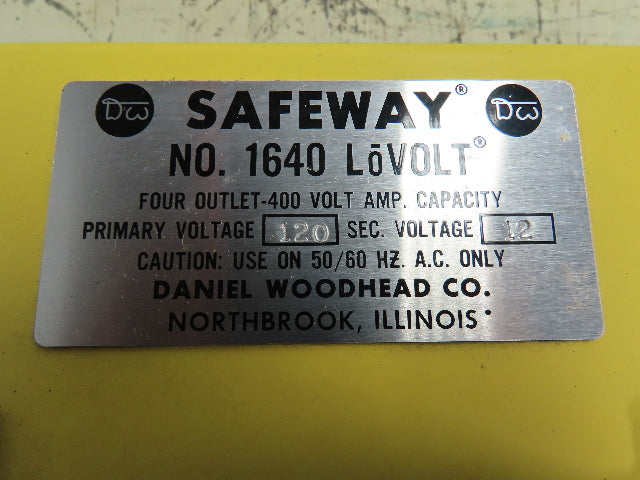 DW SAFEWAY® DW
NO. 1640 LōVOLT®
FOUR OUTLET-400 VOLT AMP. CAPACITY
PRIMARY VOLTAGE 120 SEC. VOLTAGE 12
CAUTION: USE ON 50/60 HZ. A.C. ONLY
DANIEL WOODHEAD CO.
NORTHBROOK, ILLINOIS